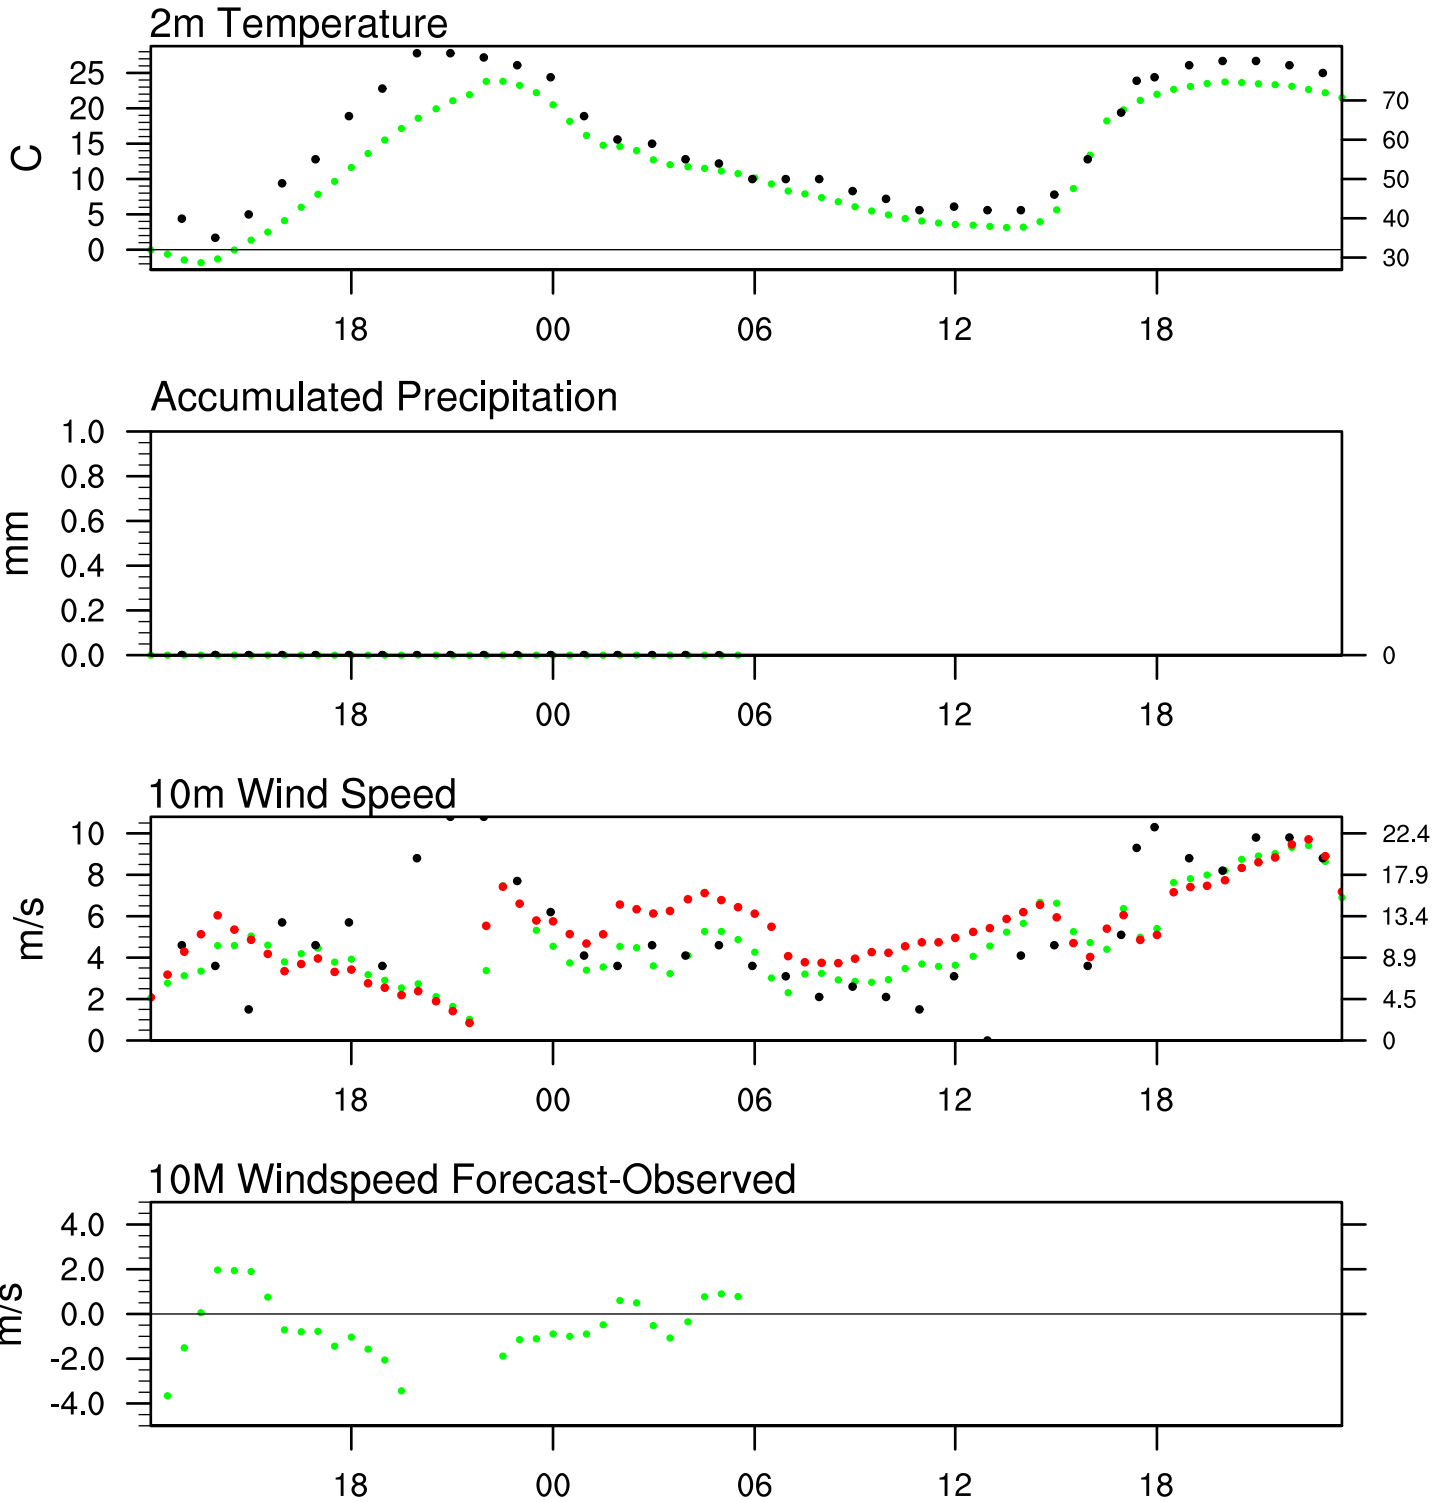 2m Temperature
25
20
15
10
5
0
C
70
60
50
40
30
18 00 06 12 18
Accumulated Precipitation
1.0
0.8
0.6
0.4
0.2
0.0
mm
0
18 00 06 12 18
10m Wind Speed
10
8
6
4
2
0
m/s
22.4
17.9
13.4
8.9
4.5
0
18 00 06 12 18
10M Windspeed Forecast-Observed
4.0
2.0
0.0
-2.0
-4.0
m/s
18 00 06 12 18